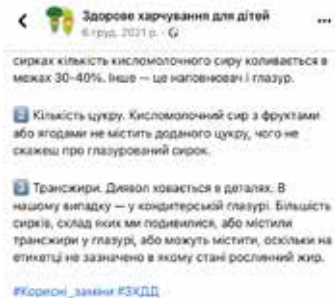 Здорове харчування для дітей
6 груд. 2021 р.
сирках кількість кисломолочного сиру коливається в
межах 30-40%. Інше — це наповнювач і глазур.
2 Кількість цукру. Кисломолочний сир з фруктами
або ягодами не містить доданого цукру, чого не
скажеш про глазурований сирок.
3 Трансжири. Диявол ховається в деталях. В
нашому випадку — у кондитерській глазурі. Більшість
сирків, склад яких ми подивилися, або містили
трансжири у глазурі, або можуть містити, оскільки на
етикетці не зазначено в якому стані рослинний жир.
#Корисні_заміни #ЗХДД